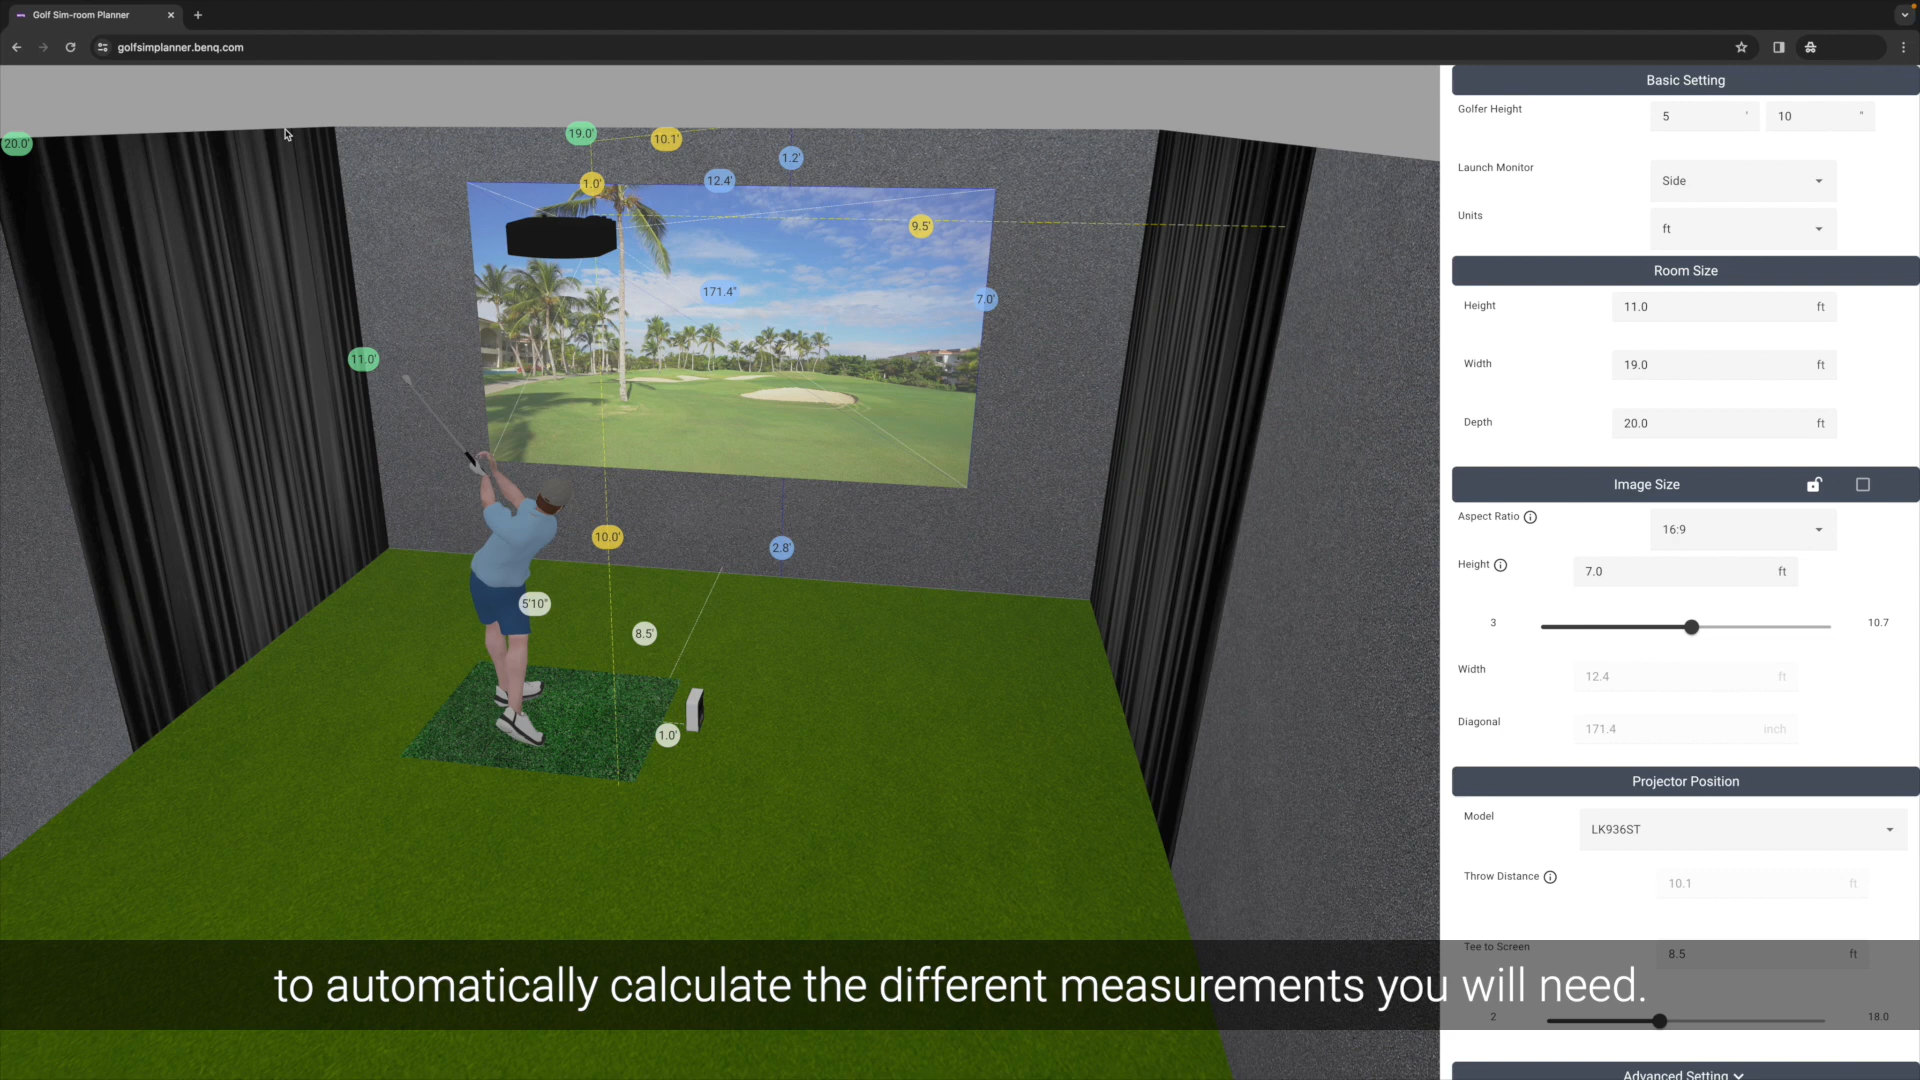 Golf Sim-room Planner
golfsimplanner.benq.com
Basic Setting
Golfer Height
5 '
10 "
Launch Monitor
Side
Units
ft
Room Size
Height
11.0 ft
Width
19.0 ft
Depth
20.0 ft
Image Size
Aspect Ratio
16:9
Height
7.0 ft
3
10.7
Width
12.4 ft
Diagonal
171.4 inch
Projector Position
Model
LK936ST
Throw Distance
10.1 ft
Tee to Screen
8.5 ft
2
18.0
Advanced Setting
20.0'
19.0'
10.1'
1.2'
1.0'
12.4'
9.5'
171.4"
7.0'
11.0'
10.0'
2.8'
5'10"
8.5'
1.0'
to automatically calculate the different measurements you will need.